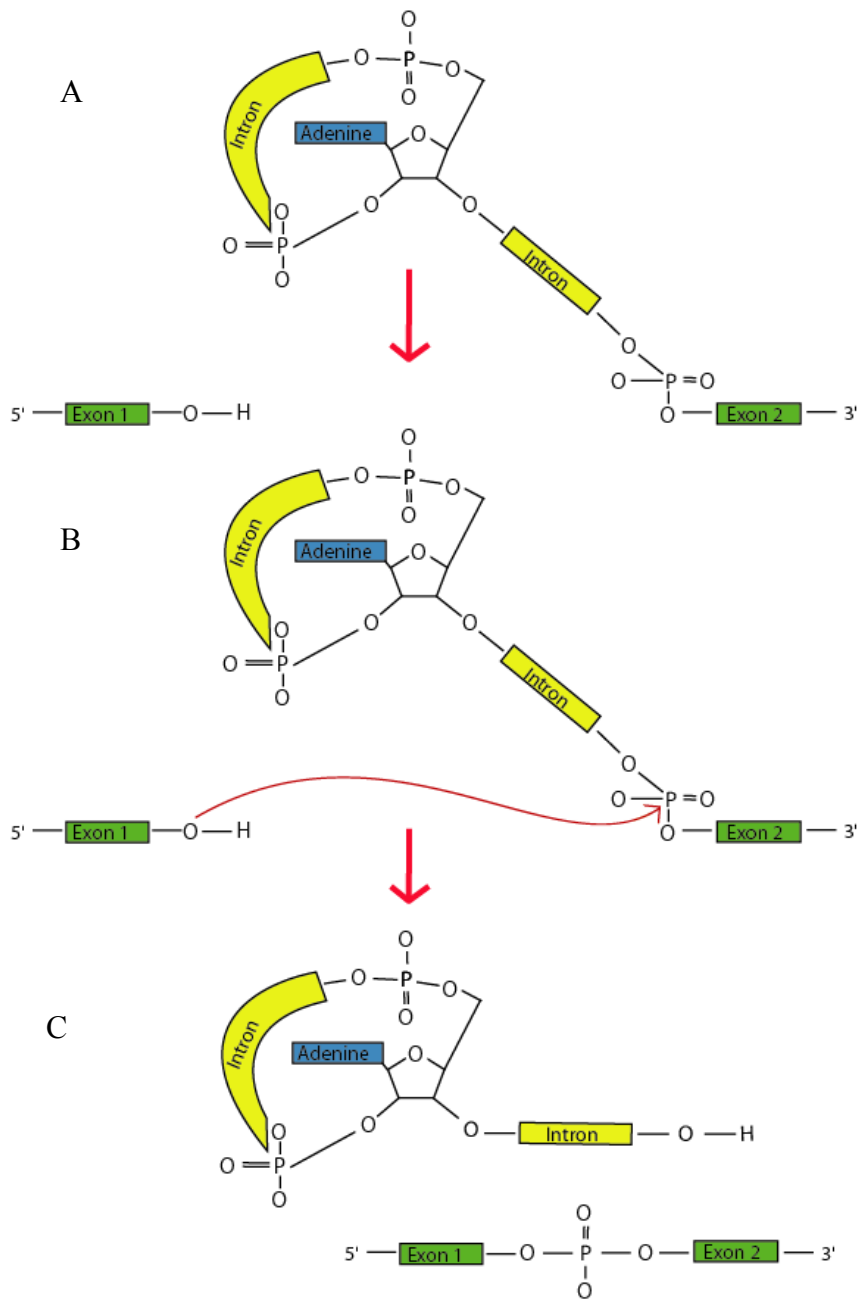 O
O P O
O
A
Intron
Adenine O
O
O = P O O
O
Intron
O
O P = O
5' Exon 1 O H
O Exon 2 3'
O
O P O
O
B
Intron
Adenine O
O
O = P O O
O
Intron
O
O P = O
5' Exon 1 O H
O Exon 2 3'
O
O P O
O
C
Intron
Adenine O
O
O = P O O Intron O H
O
O
5' Exon 1 O P O Exon 2 3'
O